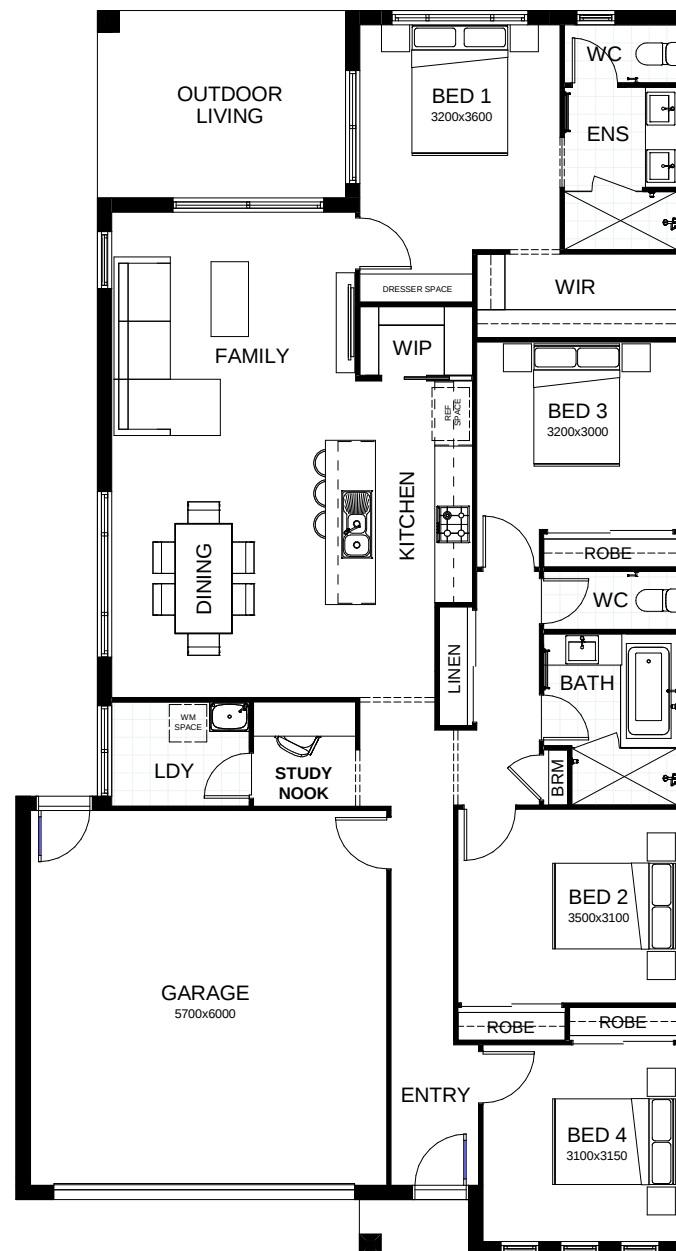 OUTDOOR
LIVING
BED 1
3200x3600
WC
ENS
DRESSER SPACE
WIR
FAMILY
WIP
REF
SPACE
BED 3
3200x3000
KITCHEN
DINING
ROBE
WC
LINEN
BATH
WM
SPACE
LDY
STUDY
NOOK
BRM
BED 2
3500x3100
GARAGE
5700x6000
ROBE
ROBE
ENTRY
BED 4
3100x3150